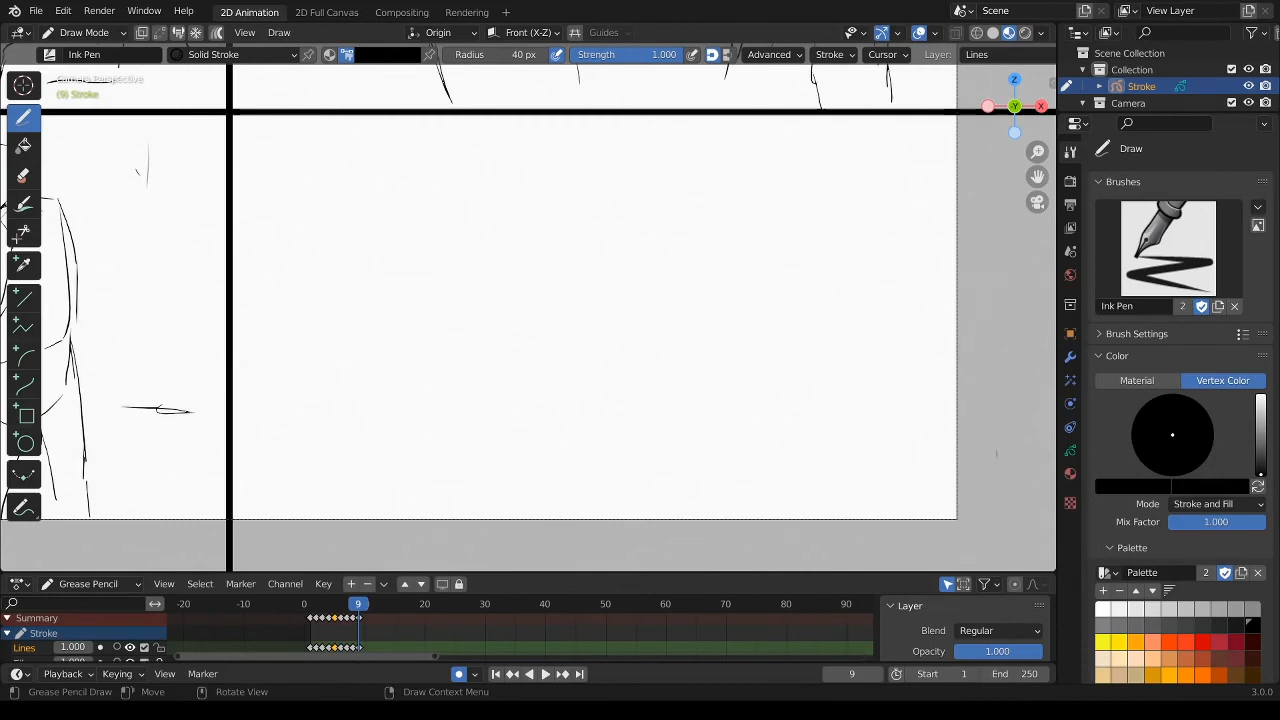 File Edit Render Window Help 2D Animation 2D Full Canvas Compositing Rendering + Scene View Layer
Draw Mode View Draw Origin Front (X-Z) Guides
Ink Pen Solid Stroke Radius 40 px Strength 1.000 Advanced Stroke Cursor Layer: Lines
Camera Perspective
(9) Stroke
Z
Y
X
Scene Collection
Collection
Stroke
Camera
Draw
Brushes
Ink Pen 2
Brush Settings
Color
Material Vertex Color
Mode Stroke and Fill
Mix Factor 1.000
Palette
Palette 2
Grease Pencil View Select Marker Channel Key
-20 -10 0 9 20 30 40 50 60 70 80 90
Summary
Stroke
Lines 1.000
Layer
Blend Regular
Opacity 1.000
Playback Keying View Marker 9 Start 1 End 250
Grease Pencil Draw Move Rotate View Draw Context Menu 3.0.0